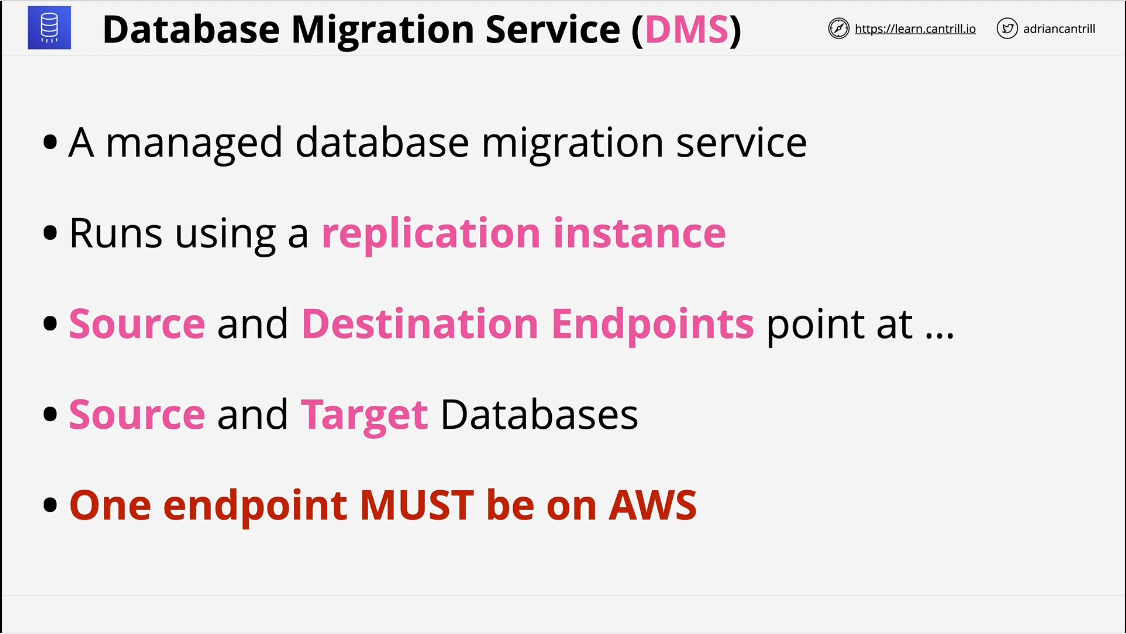 Database Migration Service (DMS)
https://learn.cantrill.io
adriancantrill
• A managed database migration service
• Runs using a replication instance
• Source and Destination Endpoints point at ...
• Source and Target Databases
• One endpoint MUST be on AWS